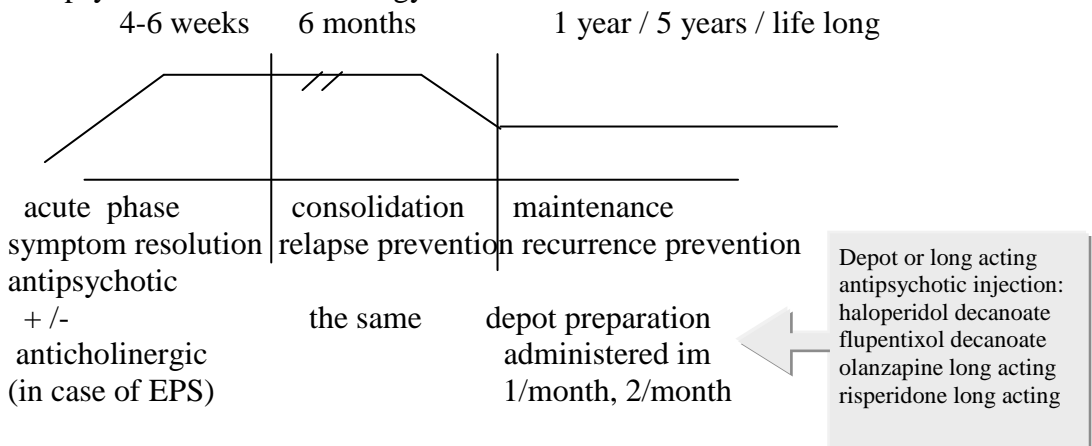 4-6 weeks 6 months 1 year / 5 years / life long
acute phase consolidation maintenance
symptom resolution relapse prevention recurrence prevention
antipsychotic
+ /- the same depot preparation
anticholinergic administered im
(in case of EPS) 1/month, 2/month
Depot or long acting
antipsychotic injection:
haloperidol decanoate
flupentixol decanoate
olanzapine long acting
risperidone long acting